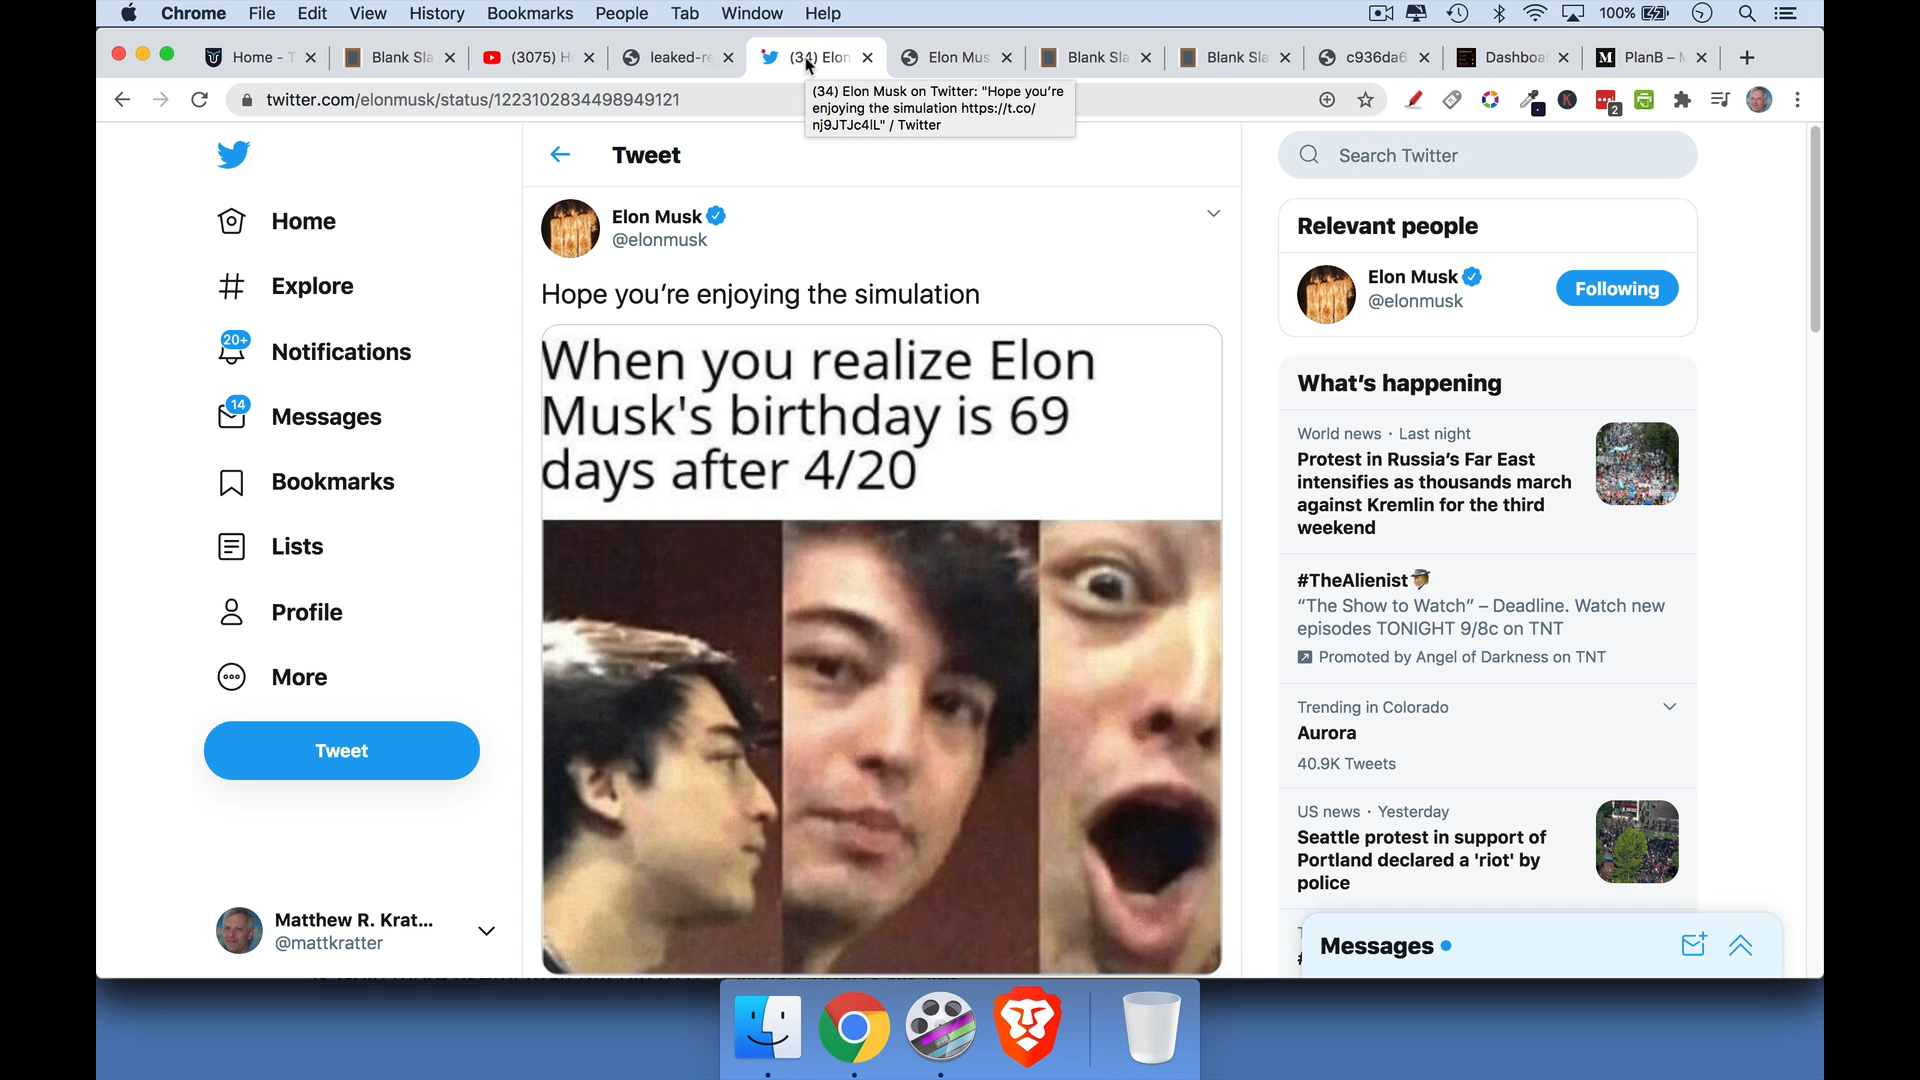 Chrome File Edit View History Bookmarks People Tab Window Help 100%
Home - T
Blank Sla
(3075) H
leaked-re
(34) Elon
Elon Mus
Blank Sla
Blank Sla
c936da6
Dashboar
PlanB – M
twitter.com/elonmusk/status/1223102834498949121
2
(34) Elon Musk on Twitter: "Hope you're
enjoying the simulation https://t.co/
nj9JTJc4lL" / Twitter
Home
Explore
20+
Notifications
14
Messages
Bookmarks
Lists
Profile
More
Tweet
Matthew R. Krat...
@mattkratter
Tweet
Elon Musk
@elonmusk
Hope you're enjoying the simulation
When you realize Elon
Musk's birthday is 69
days after 4/20
Search Twitter
Relevant people
Elon Musk
@elonmusk
Following
What's happening
World news · Last night
Protest in Russia's Far East
intensifies as thousands march
against Kremlin for the third
weekend
#TheAlienist
“The Show to Watch” – Deadline. Watch new
episodes TONIGHT 9/8c on TNT
Promoted by Angel of Darkness on TNT
Trending in Colorado
Aurora
40.9K Tweets
US news · Yesterday
Seattle protest in support of
Portland declared a 'riot' by
police
Messages